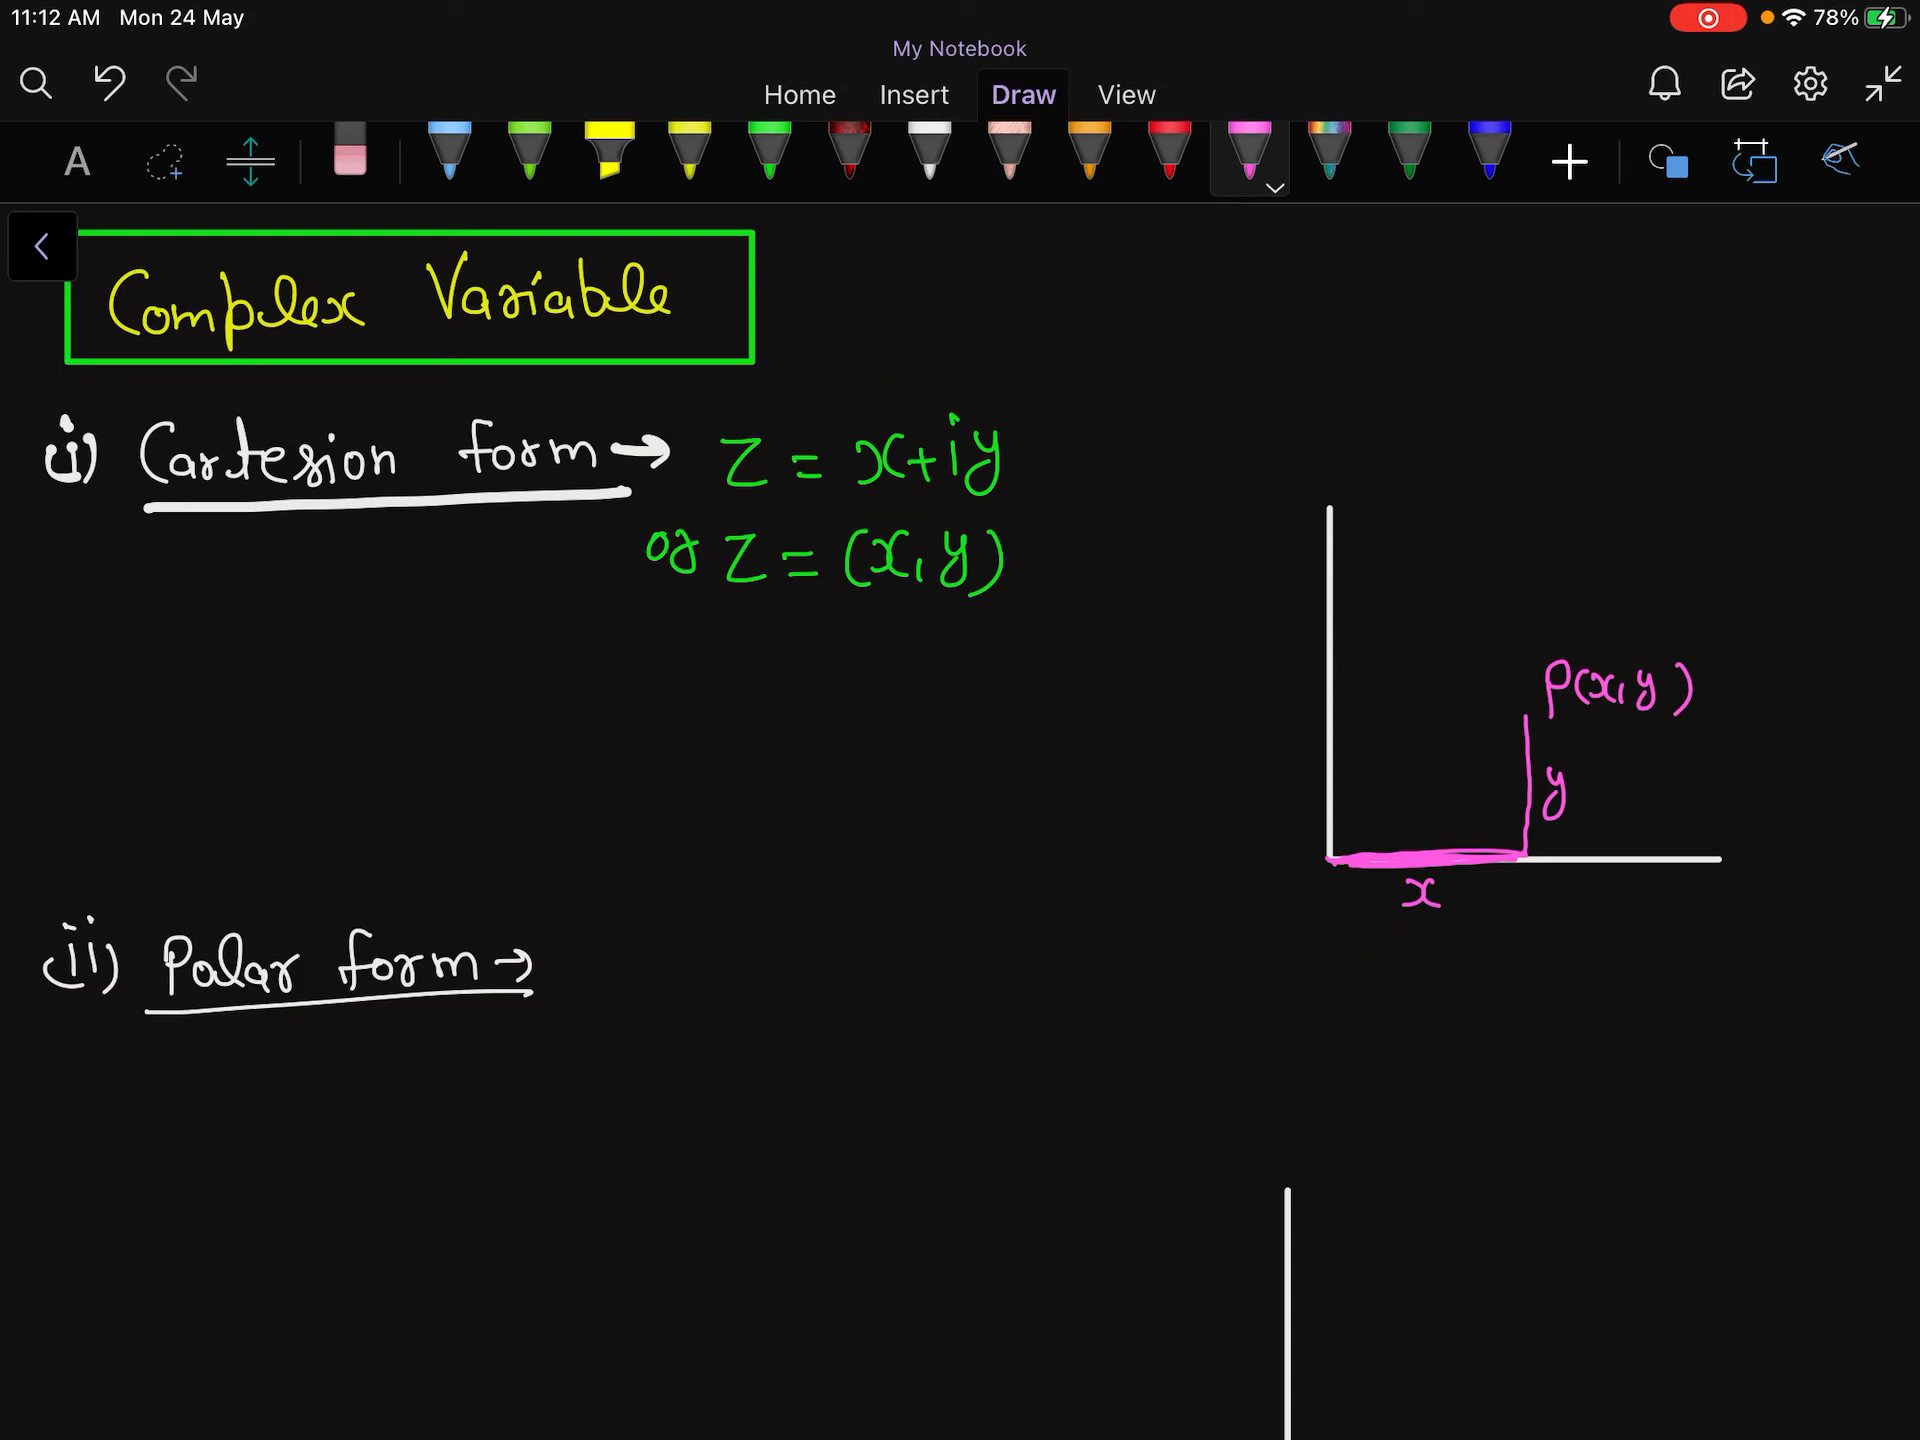 11:12 AM Mon 24 May
78%
My Notebook
Home Insert Draw View
A
Complex Variable
(i) Cartesion form → Z = x+iy
or Z = (x, y)
P(x, y)
y
x
(ii) Polar form →